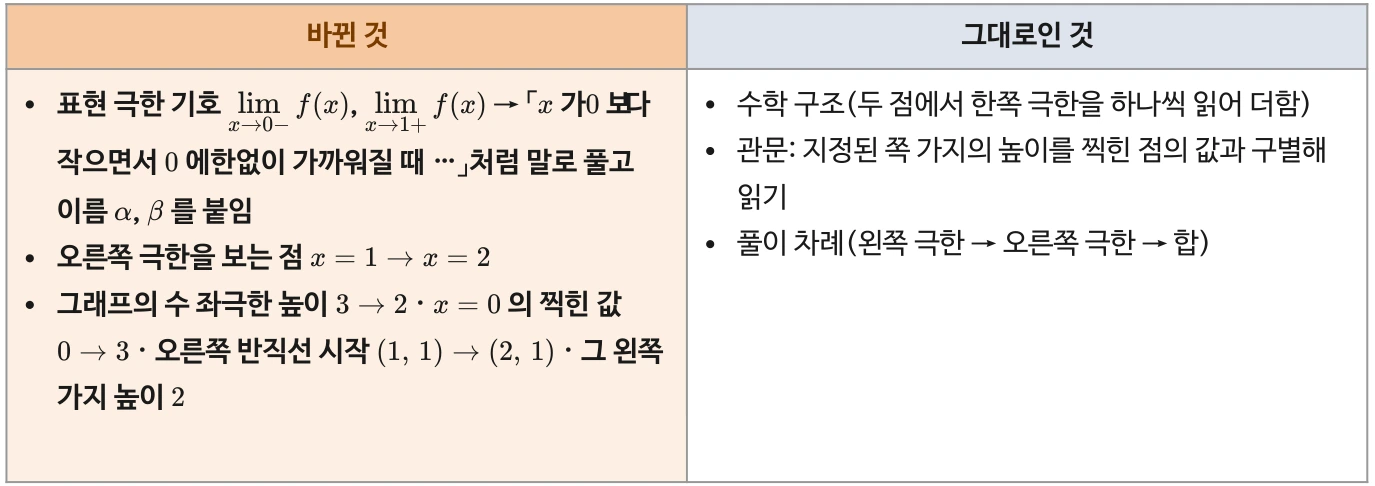 바뀐 것
• 표현 극한 기호 lim x→0− f(x), lim x→1+ f(x) → 「x 가0 보다
작으면서 0 에한없이 가까워질 때 ⋯」처럼 말로 풀고
이름 α, β 를 붙임
• 오른쪽 극한을 보는 점 x = 1 → x = 2
• 그래프의 수 좌극한 높이 3 → 2 · x = 0 의 찍힌 값
0 → 3 · 오른쪽 반직선 시작 (1, 1) → (2, 1) · 그 왼쪽
가지 높이 2
그대로인 것
• 수학 구조(두 점에서 한쪽 극한을 하나씩 읽어 더함)
• 관문: 지정된 쪽 가지의 높이를 찍힌 점의 값과 구별해
읽기
• 풀이 차례(왼쪽 극한 → 오른쪽 극한 → 합)